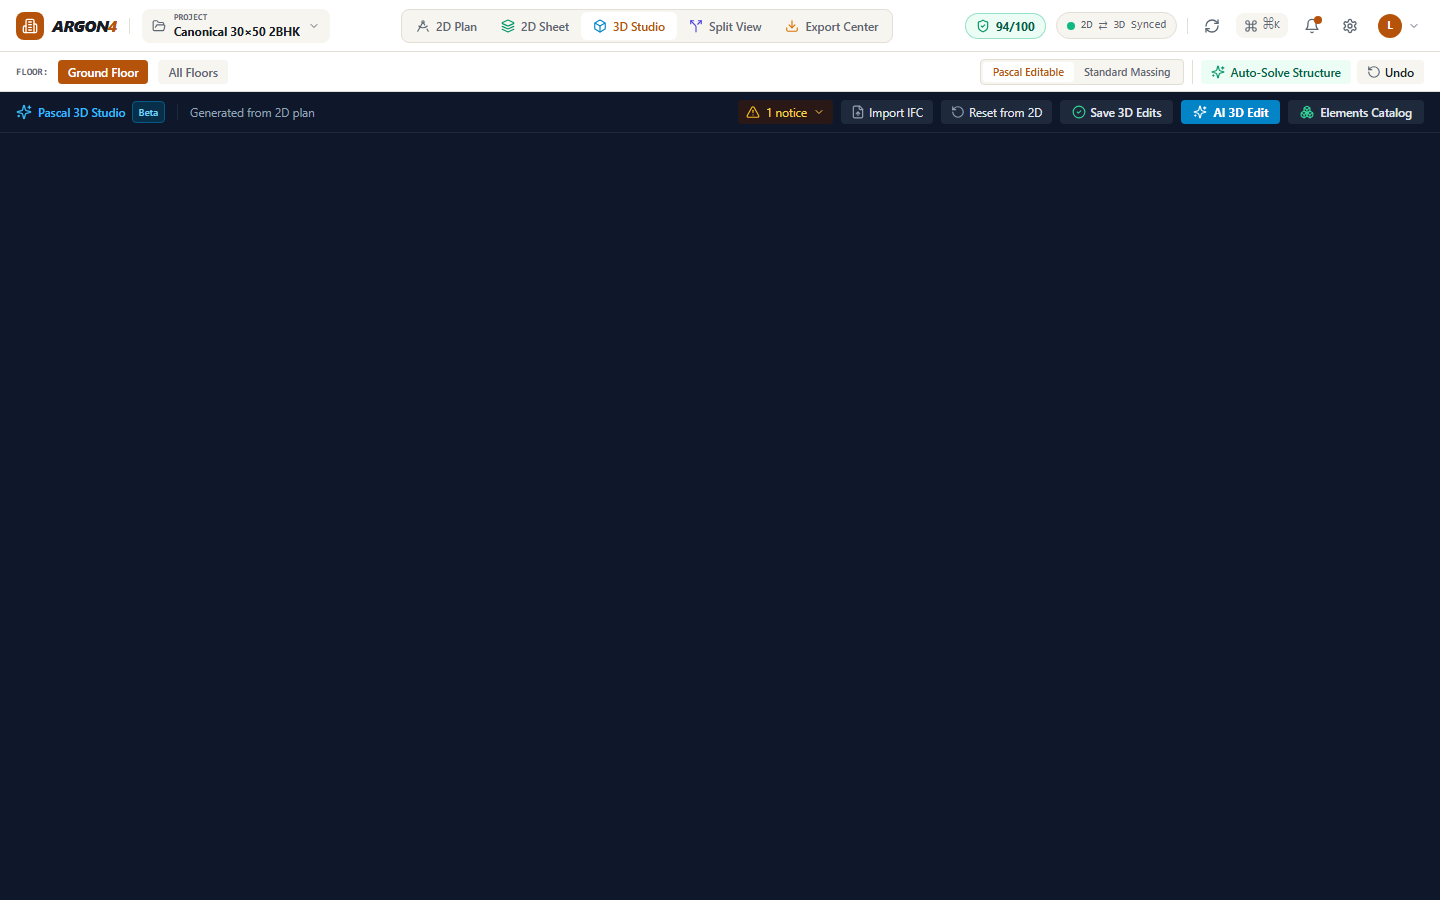 ARGON4
PROJECT
Canonical 30×50 2BHK
2D Plan
2D Sheet
3D Studio
Split View
Export Center
94/100
2D ⇄ 3D Synced
⌘ ⌘K
L
FLOOR:
Ground Floor
All Floors
Pascal Editable
Standard Massing
Auto-Solve Structure
Undo
Pascal 3D Studio
Beta
Generated from 2D plan
1 notice
Import IFC
Reset from 2D
Save 3D Edits
AI 3D Edit
Elements Catalog